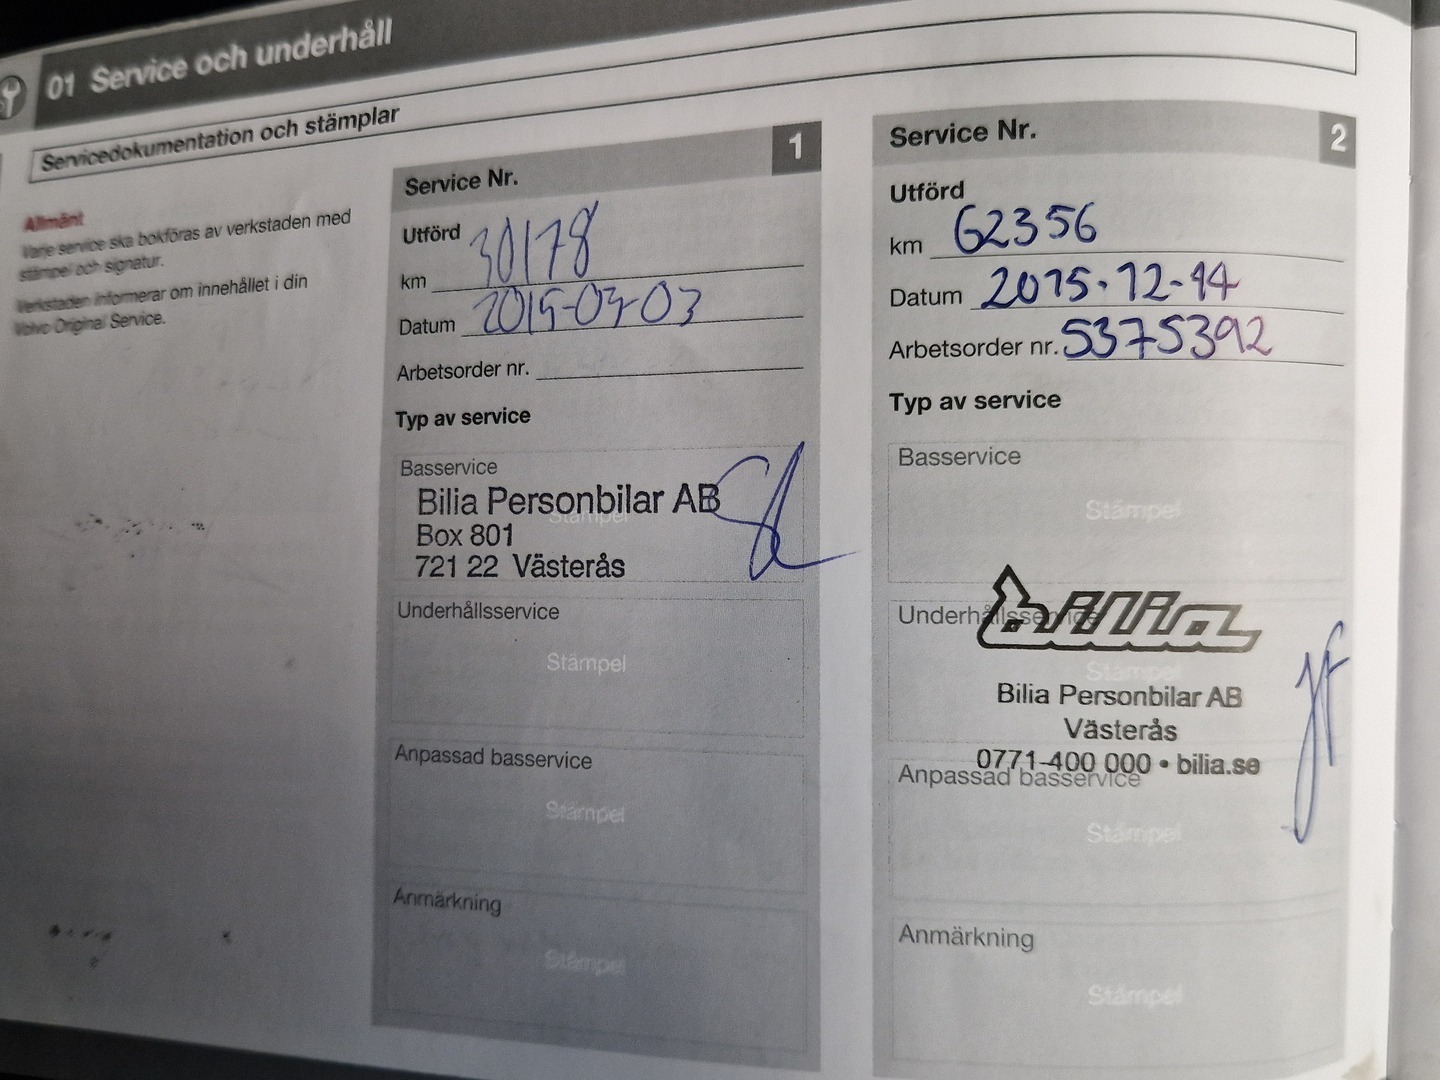 01 Service och underhåll
Servicedokumentation och stämplar
Allmänt
Varje service ska bokföras av verkstaden med
stämpel och signatur.
Verkstaden informerar om innehållet i din
Volvo Original Service.
Service Nr. 1
Utförd
km 30178
Datum 2015-03-03
Arbetsorder nr.
Typ av service
Basservice
Stämpel
Bilia Personbilar AB
Box 801
721 22 Västerås
Underhållsservice
Stämpel
Anpassad basservice
Stämpel
Anmärkning
Stämpel
Service Nr. 2
Utförd
km 62356
Datum 2015-12-14
Arbetsorder nr. 5375392
Typ av service
Basservice
Stämpel
Underhållsservice
Stämpel
bilia
Bilia Personbilar AB
Västerås
0771-400 000 • bilia.se
Anpassad basservice
Stämpel
Anmärkning
Stämpel